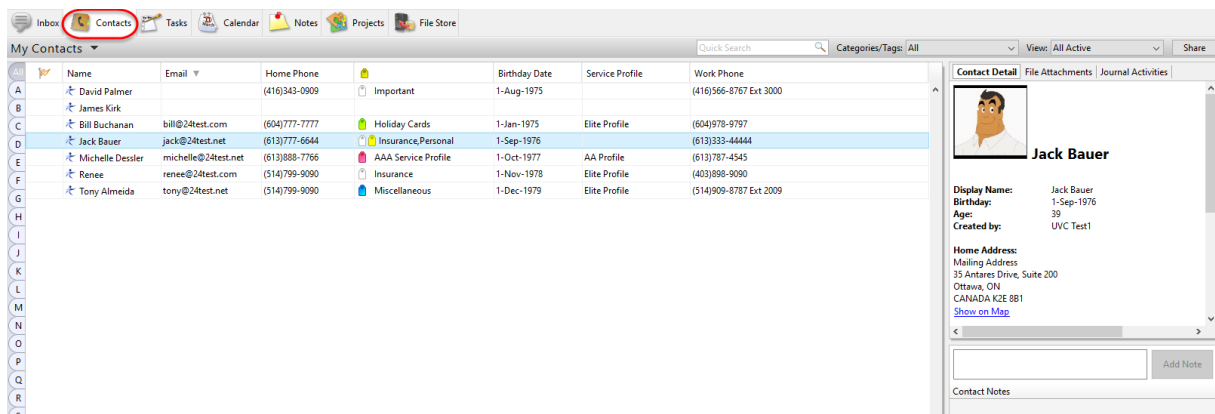 Inbox Contacts Tasks Calendar Notes Projects File Store
My Contacts Quick Search Categories/Tags: All View: All Active Share
All Name Email Home Phone Birthday Date Service Profile Work Phone
A David Palmer (416)343-0909 Important 1-Aug-1975 (416)566-8767 Ext 3000
B James Kirk
C Bill Buchanan bill@24test.com (604)777-7777 Holiday Cards 1-Jan-1975 Elite Profile (604)978-9797
D Jack Bauer jack@24test.net (613)777-6644 Insurance,Personal 1-Sep-1976 (613)333-44444
E Michelle Dessler michelle@24test.net (613)888-7766 AAA Service Profile 1-Oct-1977 AA Profile (613)787-4545
F Renee renee@24test.com (514)799-9090 Insurance 1-Nov-1978 Elite Profile (403)898-9090
Tony Almeida tony@24test.net (514)799-9090 Miscellaneous 1-Dec-1979 Elite Profile (514)909-8787 Ext 2009
G
H
I
J
K
L
M
N
O
P
Q
R
Contact Detail File Attachments Journal Activities
Jack Bauer
Display Name: Jack Bauer
Birthday: 1-Sep-1976
Age: 39
Created by: UVC Test1
Home Address:
Mailing Address
35 Antares Drive, Suite 200
Ottawa, ON
CANADA K2E 8B1
Show on Map
Add Note
Contact Notes